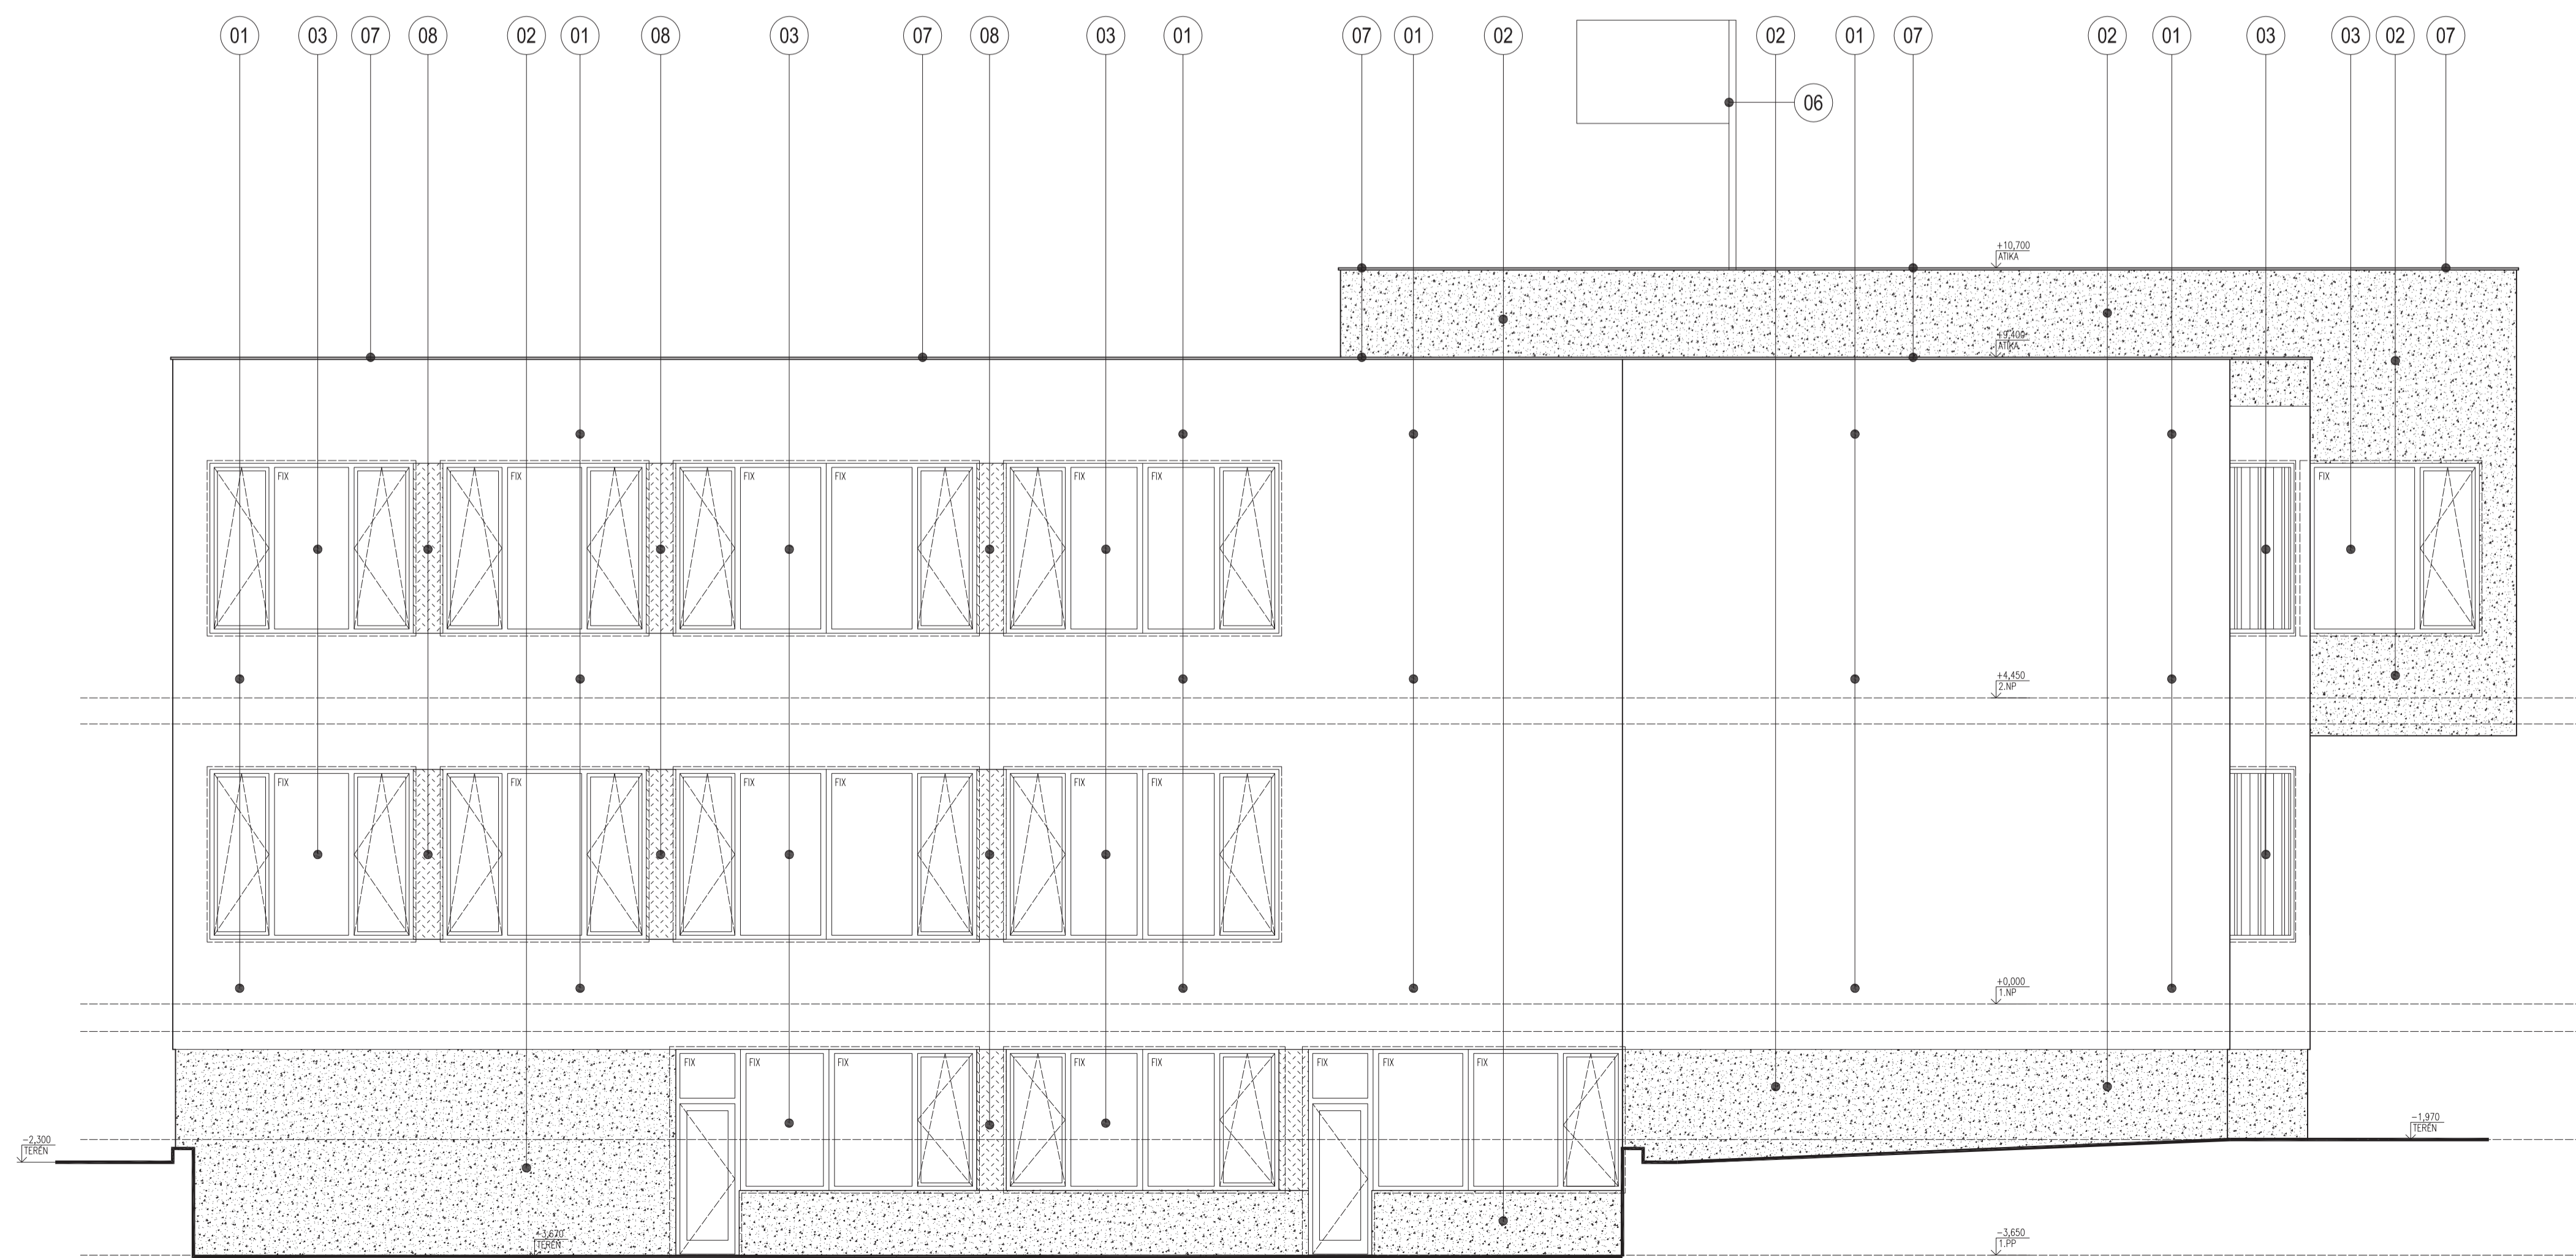 01 03 07 08 02 01 08 03 07 08 03 01 07 01 02 02 01 07 02 01 03 03 02 07
06
+10,700
ATIKA
+9,400
ATIKA
FIX FIX FIX FIX FIX FIX FIX
+4,450
2.NP
FIX FIX FIX FIX FIX FIX
+0,000
1.NP
FIX FIX FIX FIX FIX FIX FIX FIX
-1,970
TERÉN
-2,300
TERÉN
-3,670
TERÉN
-3,650
1.PP